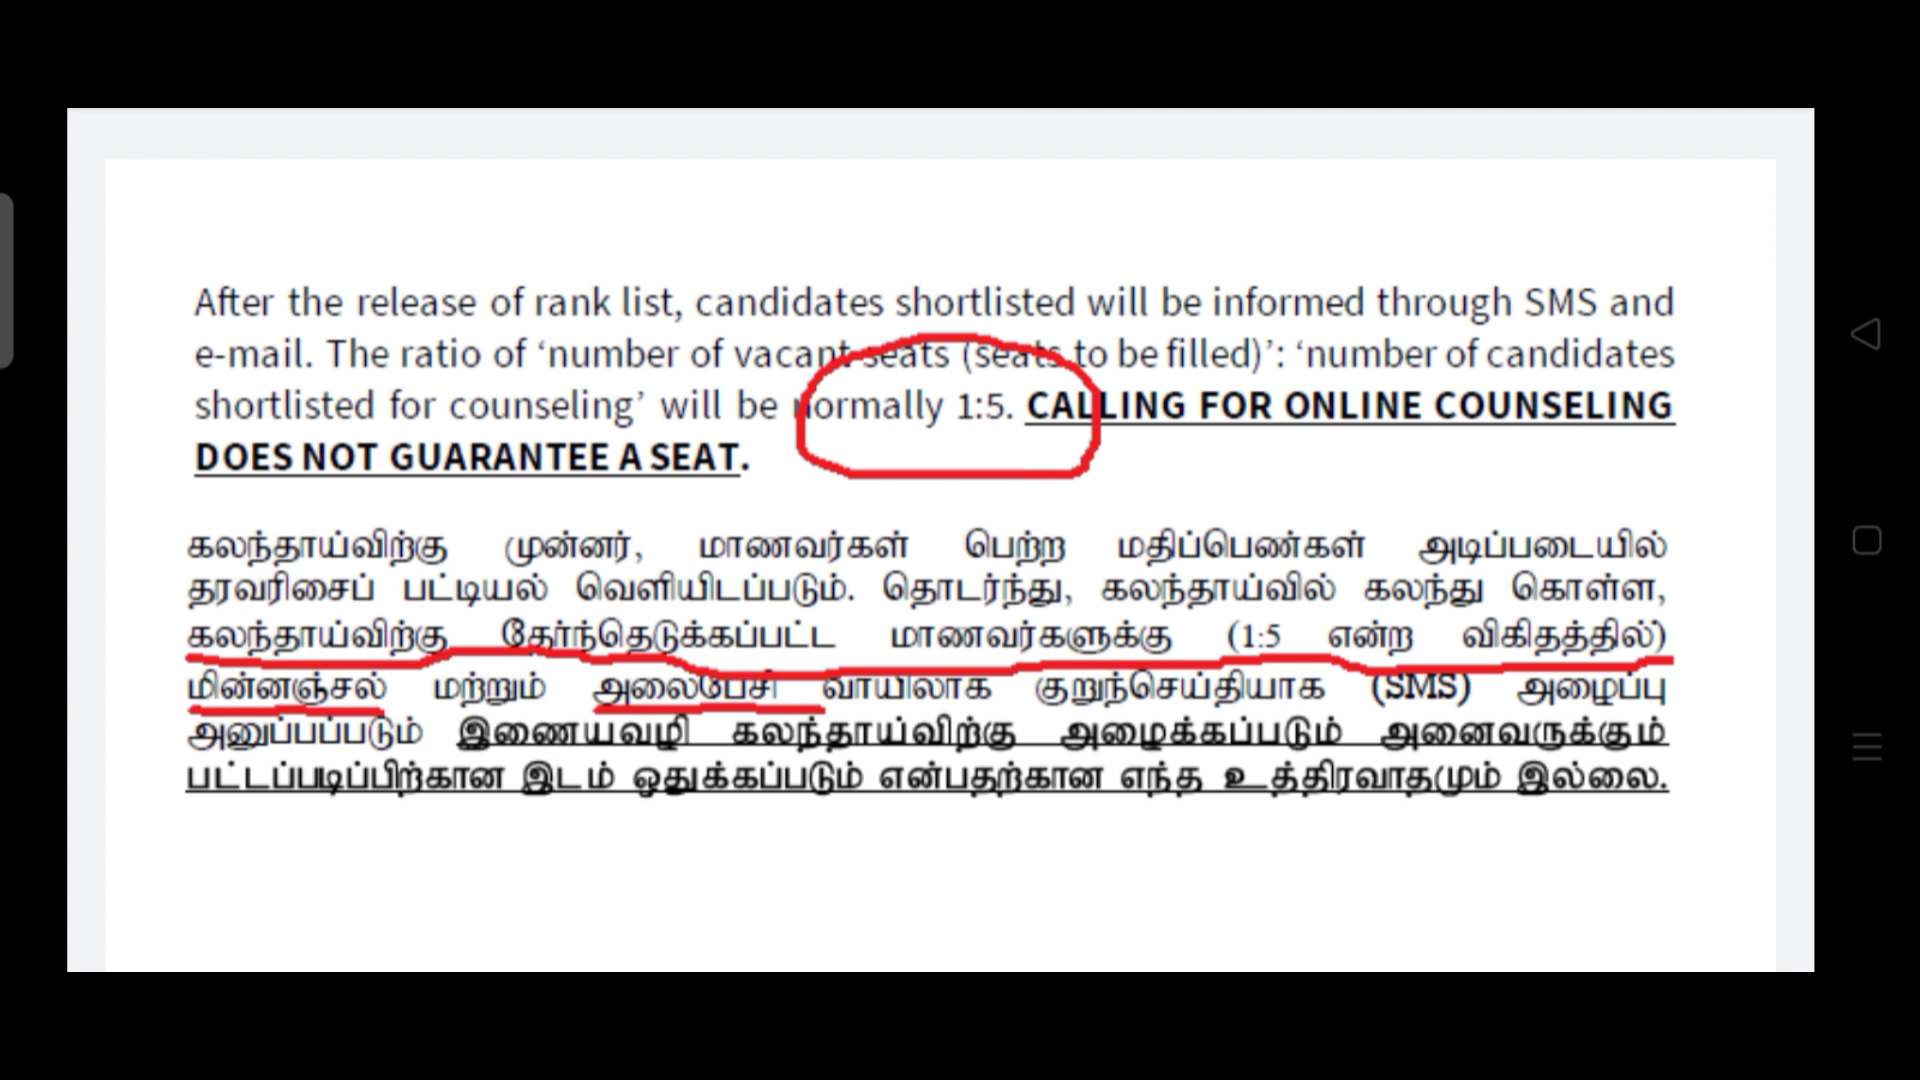 After the release of rank list, candidates shortlisted will be informed through SMS and
e-mail. The ratio of ‘number of vacant seats (seats to be filled)’: ‘number of candidates
shortlisted for counseling’ will be normally 1:5. CALLING FOR ONLINE COUNSELING
DOES NOT GUARANTEE A SEAT.
கலந்தாய்விற்கு முன்னர், மாணவர்கள் பெற்ற மதிப்பெண்கள் அடிப்படையில்
தரவரிசைப் பட்டியல் வெளியிடப்படும். தொடர்ந்து, கலந்தாய்வில் கலந்து கொள்ள,
கலந்தாய்விற்கு தேர்ந்தெடுக்கப்பட்ட மாணவர்களுக்கு (1:5 என்ற விகிதத்தில்)
மின்னஞ்சல் மற்றும் அலைபேசி வாயிலாக குறுந்செய்தியாக (SMS) அழைப்பு
அனுப்பப்படும் இணையவழி கலந்தாய்விற்கு அழைக்கப்படும் அனைவருக்கும்
பட்டப்படிப்பிற்கான இடம் ஒதுக்கப்படும் என்பதற்கான எந்த உத்திரவாதமும் இல்லை.